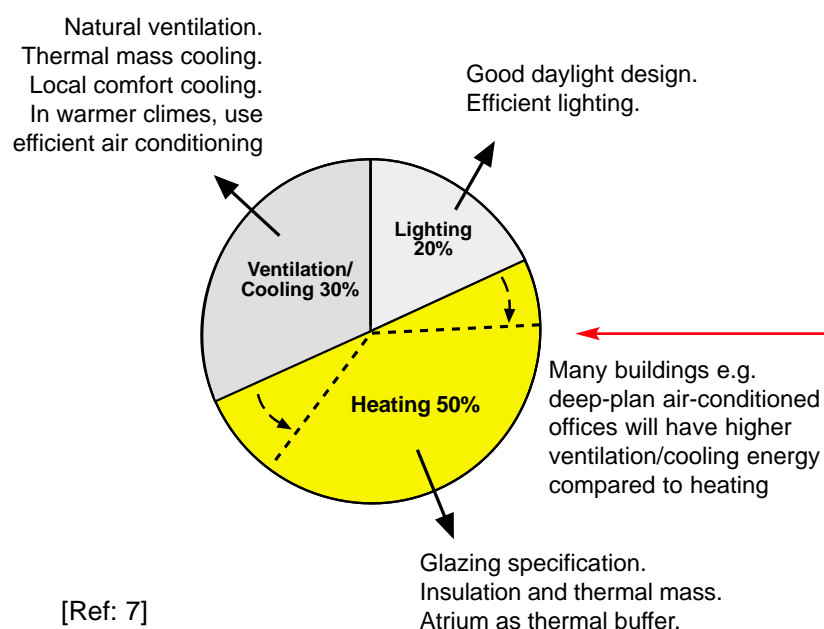 Natural ventilation.
Thermal mass cooling.
Local comfort cooling.
In warmer climes, use
efficient air conditioning
Good daylight design.
Efficient lighting.
Lighting
20%
Ventilation/
Cooling 30%
Heating 50%
Many buildings e.g.
deep-plan air-conditioned
offices will have higher
ventilation/cooling energy
compared to heating
Glazing specification.
Insulation and thermal mass.
Atrium as thermal buffer.
[Ref: 7]